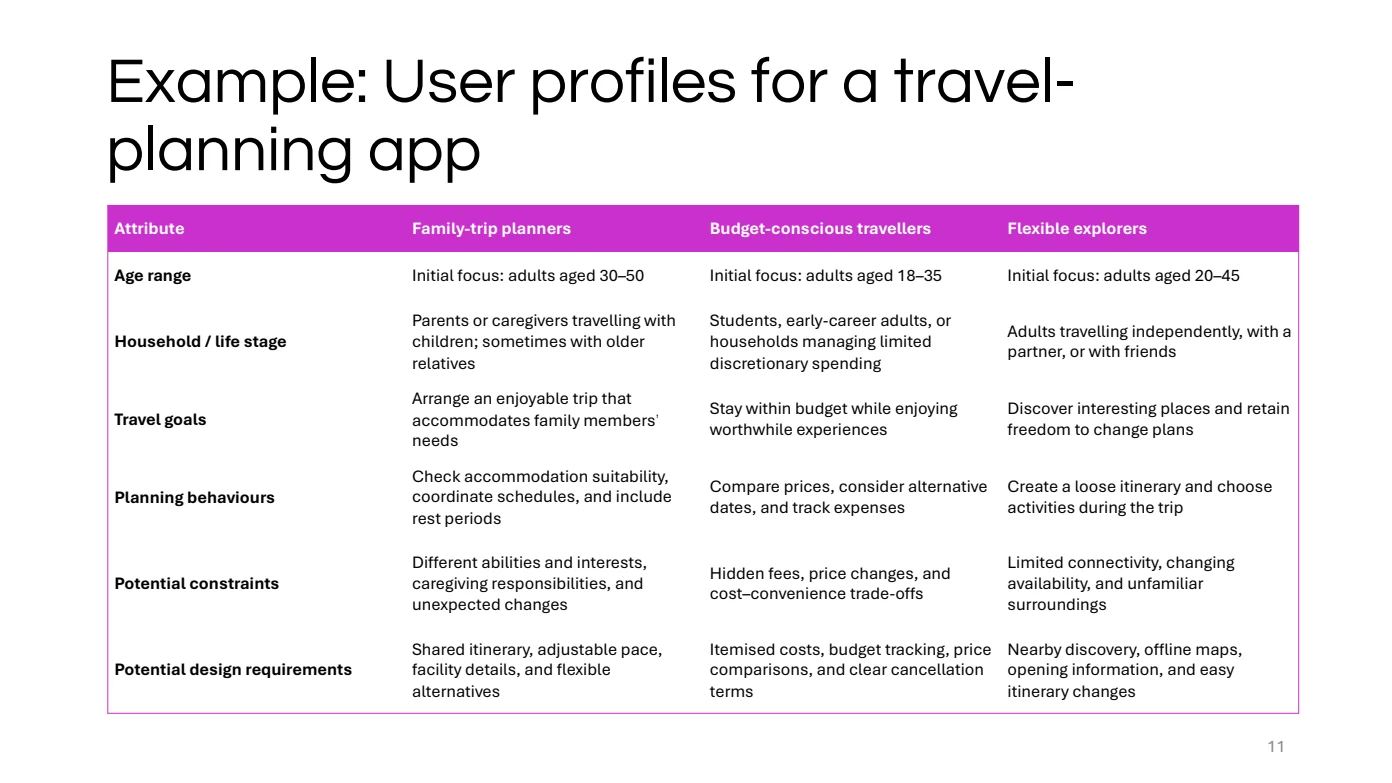 Example: User profiles for a travel-
planning app
Attribute
Family-trip planners
Budget-conscious travellers
Flexible explorers
Age range
Initial focus: adults aged 30–50
Initial focus: adults aged 18–35
Initial focus: adults aged 20–45
Household / life stage
Parents or caregivers travelling with
children; sometimes with older
relatives
Students, early-career adults, or
households managing limited
discretionary spending
Adults travelling independently, with a
partner, or with friends
Travel goals
Arrange an enjoyable trip that
accommodates family members’
needs
Stay within budget while enjoying
worthwhile experiences
Discover interesting places and retain
freedom to change plans
Planning behaviours
Check accommodation suitability,
coordinate schedules, and include
rest periods
Compare prices, consider alternative
dates, and track expenses
Create a loose itinerary and choose
activities during the trip
Potential constraints
Different abilities and interests,
caregiving responsibilities, and
unexpected changes
Hidden fees, price changes, and
cost–convenience trade-offs
Limited connectivity, changing
availability, and unfamiliar
surroundings
Potential design requirements
Shared itinerary, adjustable pace,
facility details, and flexible
alternatives
Itemised costs, budget tracking, price
comparisons, and clear cancellation
terms
Nearby discovery, offline maps,
opening information, and easy
itinerary changes
11